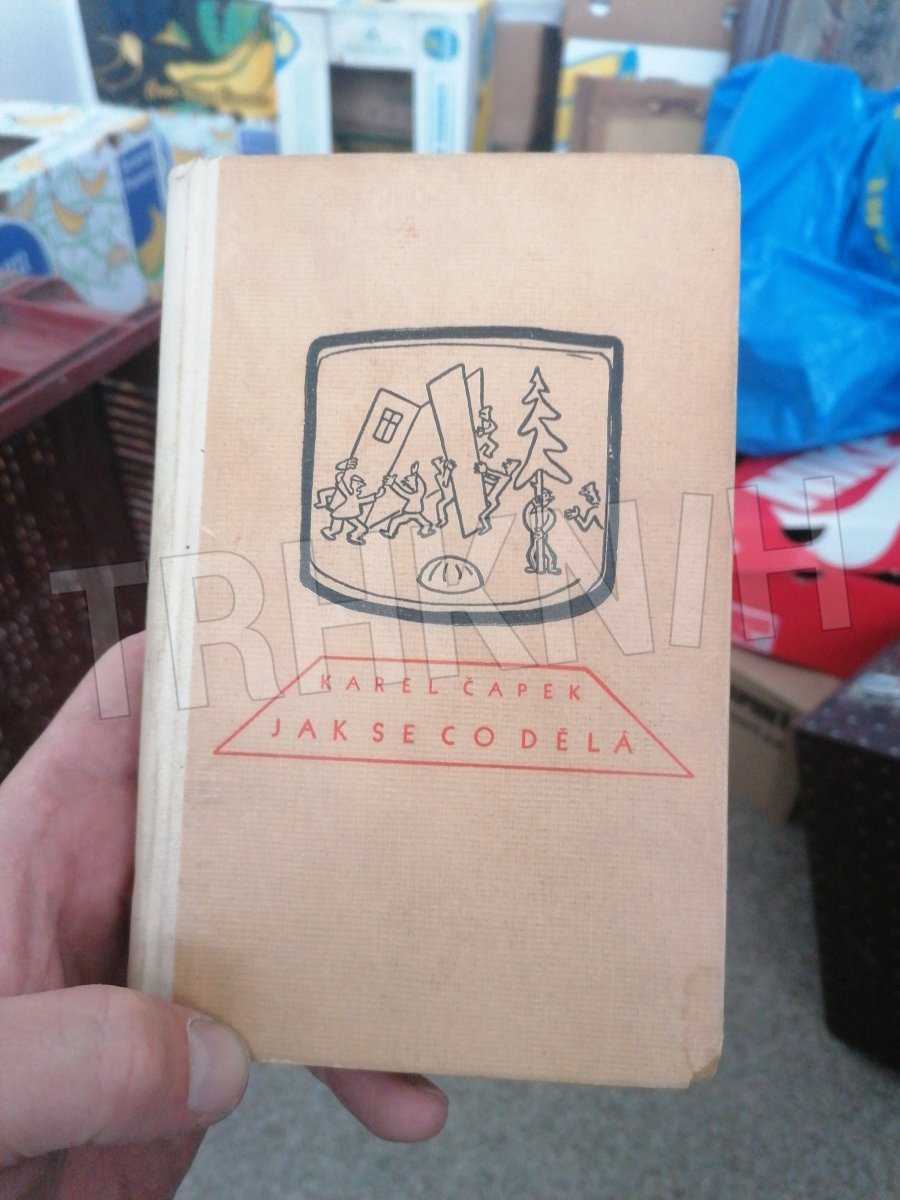 KAREL ČAPEK
JAK SE CO DĚLÁ
TRHKNIH